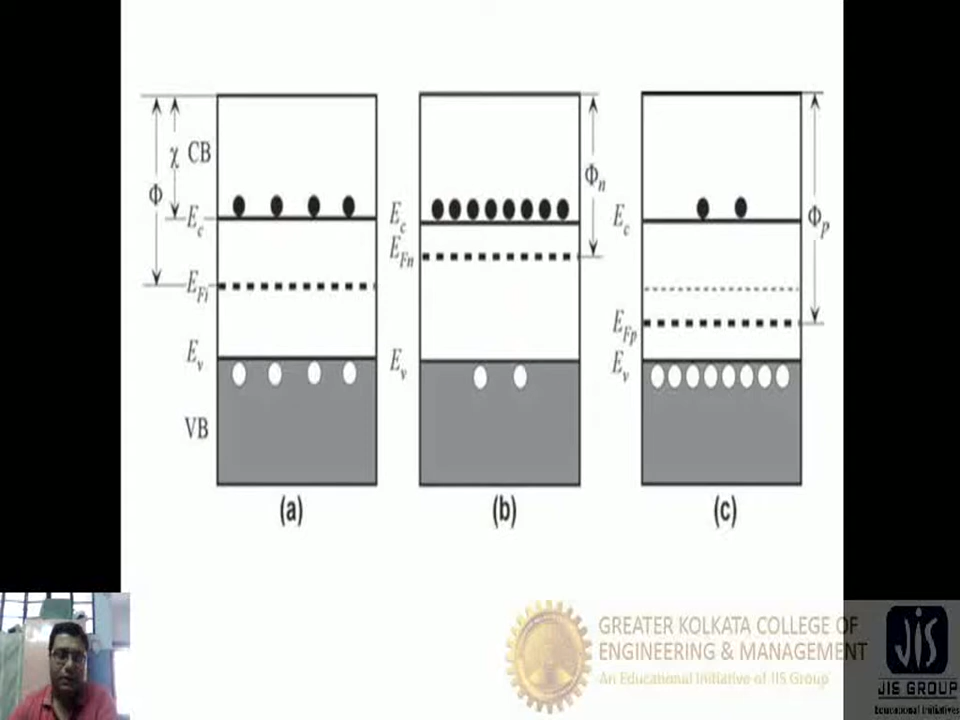 χ CB
Φ
E_c
E_Fi
E_v
VB
(a)
E_c
E_Fn
E_v
Φ_n
(b)
E_c
E_Fp
E_v
Φ_p
(c)
GREATER KOLKATA COLLEGE OF
ENGINEERING & MANAGEMENT
An Educational Initiative of JIS Group
JIS
JIS GROUP
Educational Initiatives